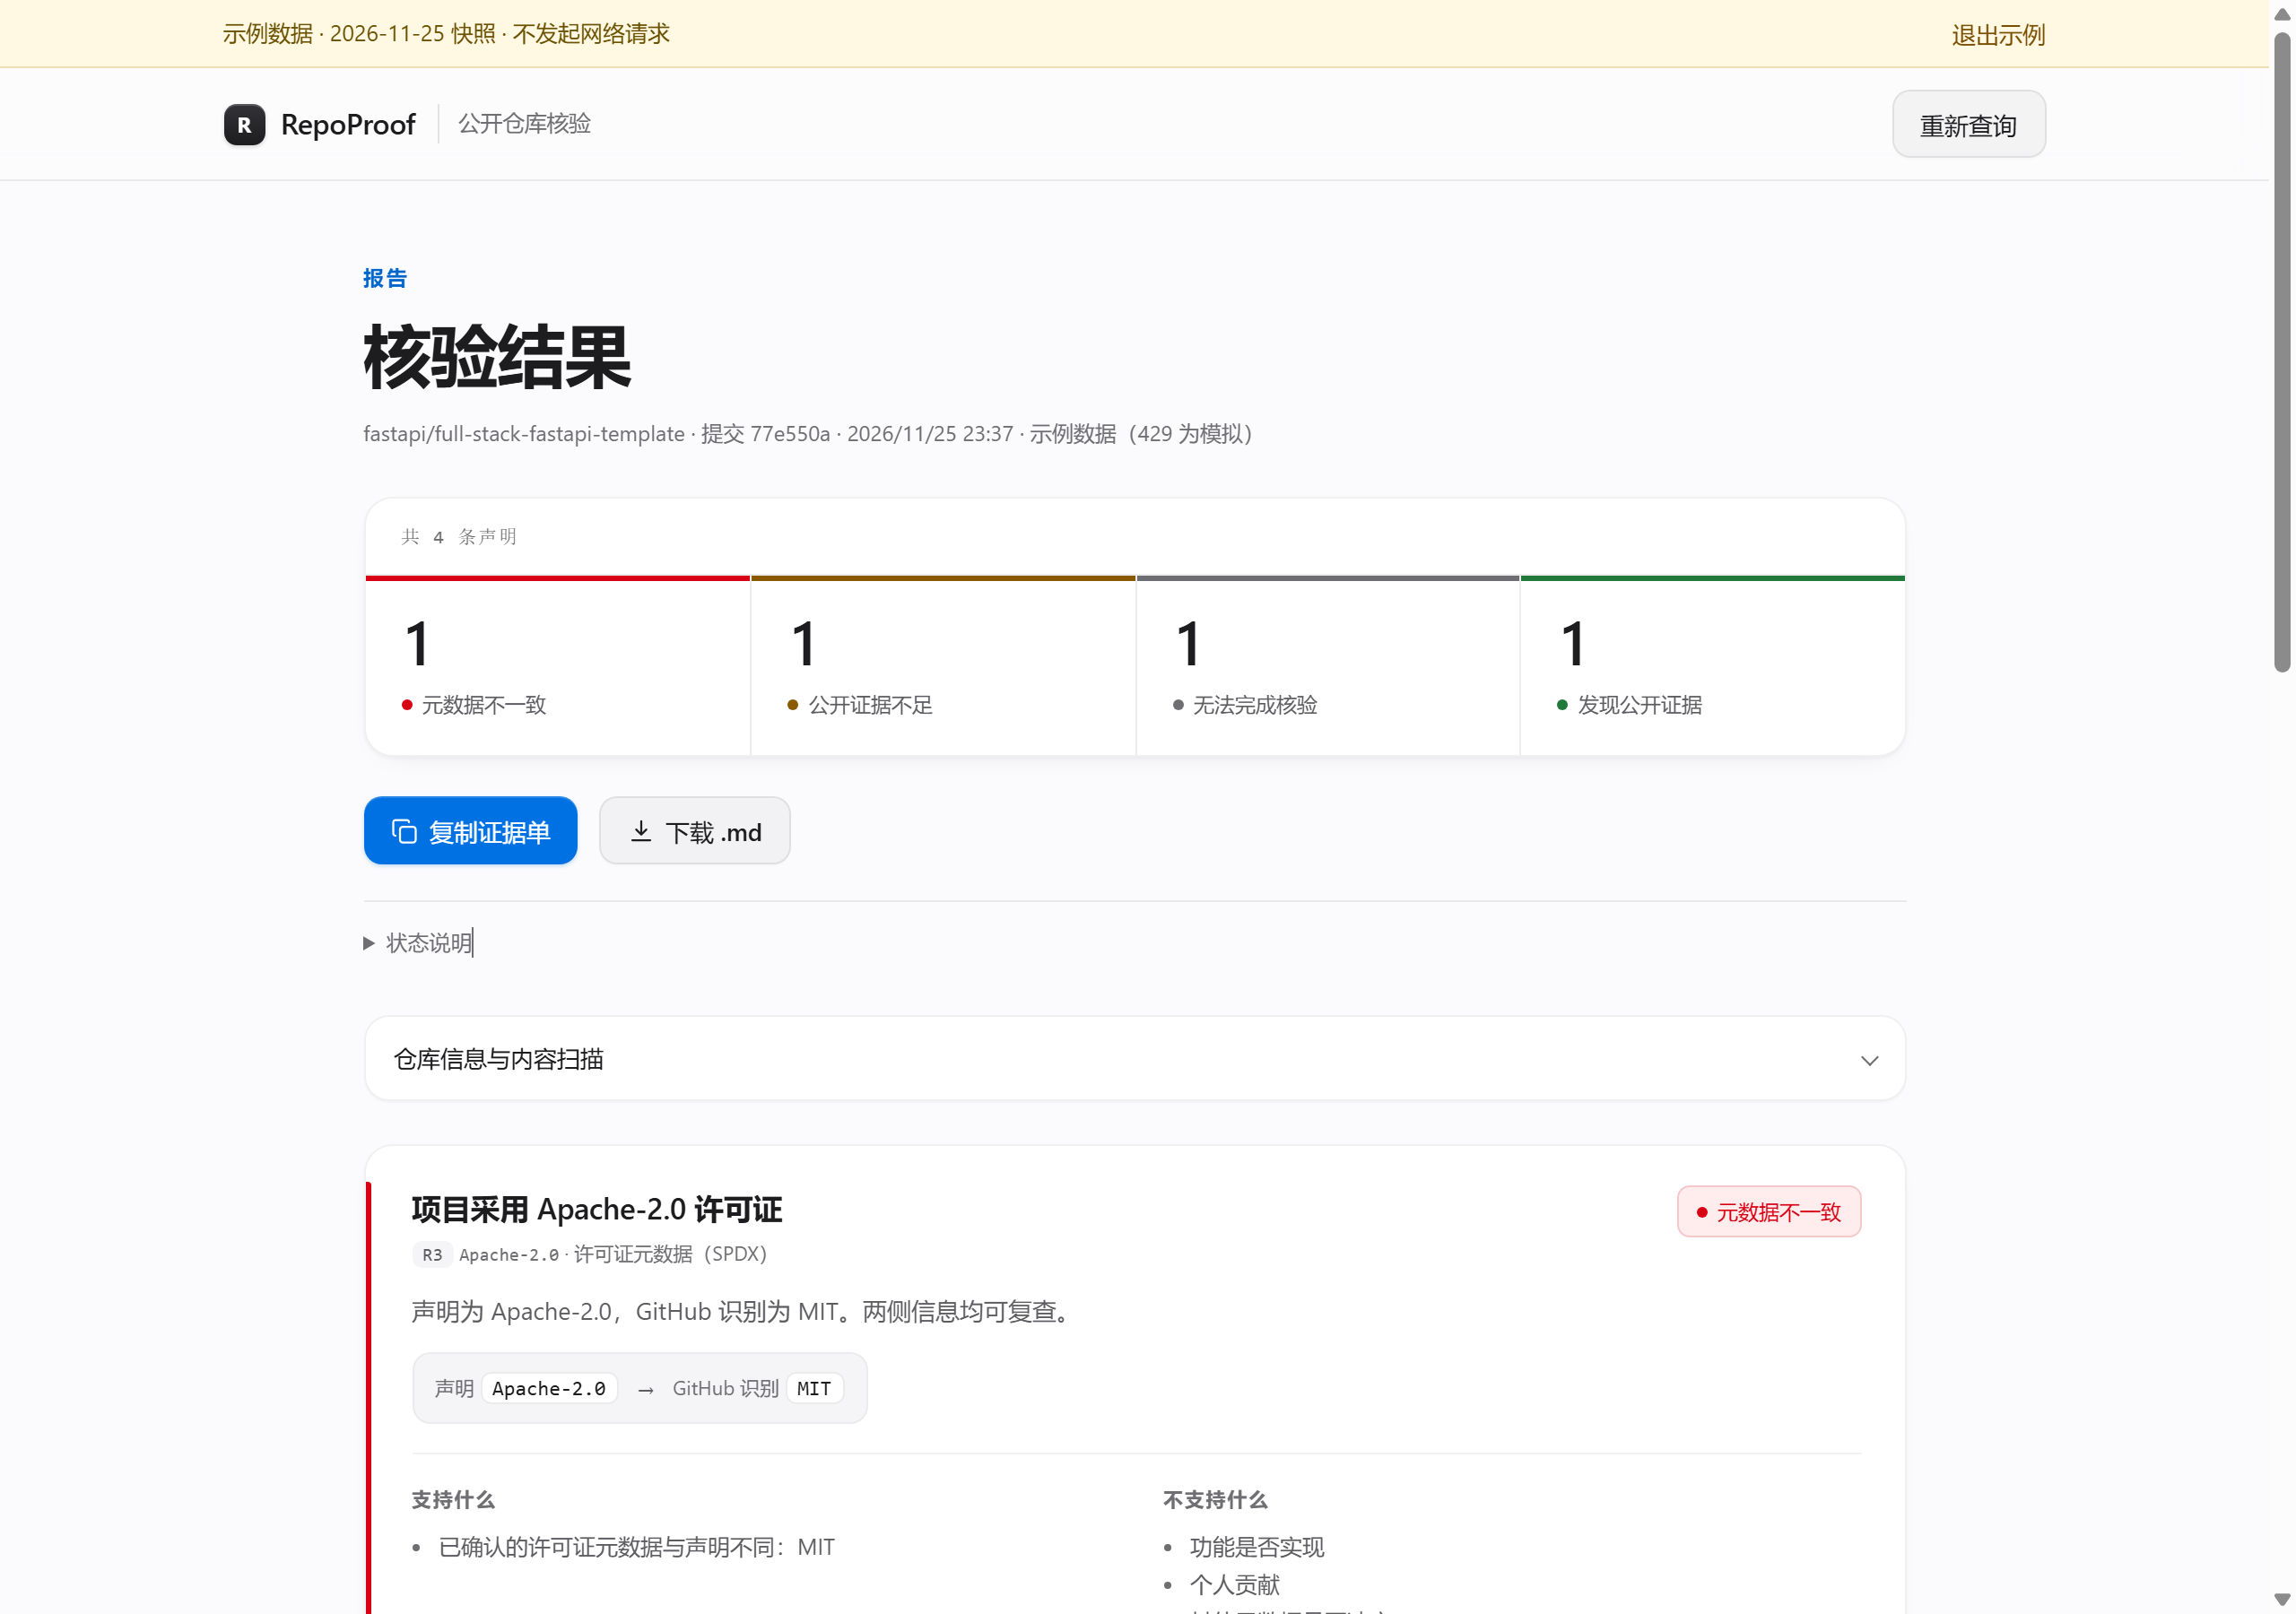 示例数据 · 2026-11-25 快照 · 不发起网络请求
退出示例
R RepoProof 公开仓库核验
重新查询
报告
核验结果
fastapi/full-stack-fastapi-template · 提交 77e550a · 2026/11/25 23:37 · 示例数据（429 为模拟）
共 4 条声明
1 1 1 1
元数据不一致 公开证据不足 无法完成核验 发现公开证据
复制证据单 下载 .md
状态说明
仓库信息与内容扫描
项目采用 Apache-2.0 许可证
元数据不一致
R3 Apache-2.0 · 许可证元数据（SPDX）
声明为 Apache-2.0，GitHub 识别为 MIT。两侧信息均可复查。
声明 Apache-2.0 → GitHub 识别 MIT
支持什么
• 已确认的许可证元数据与声明不同：MIT
不支持什么
• 功能是否实现
• 个人贡献